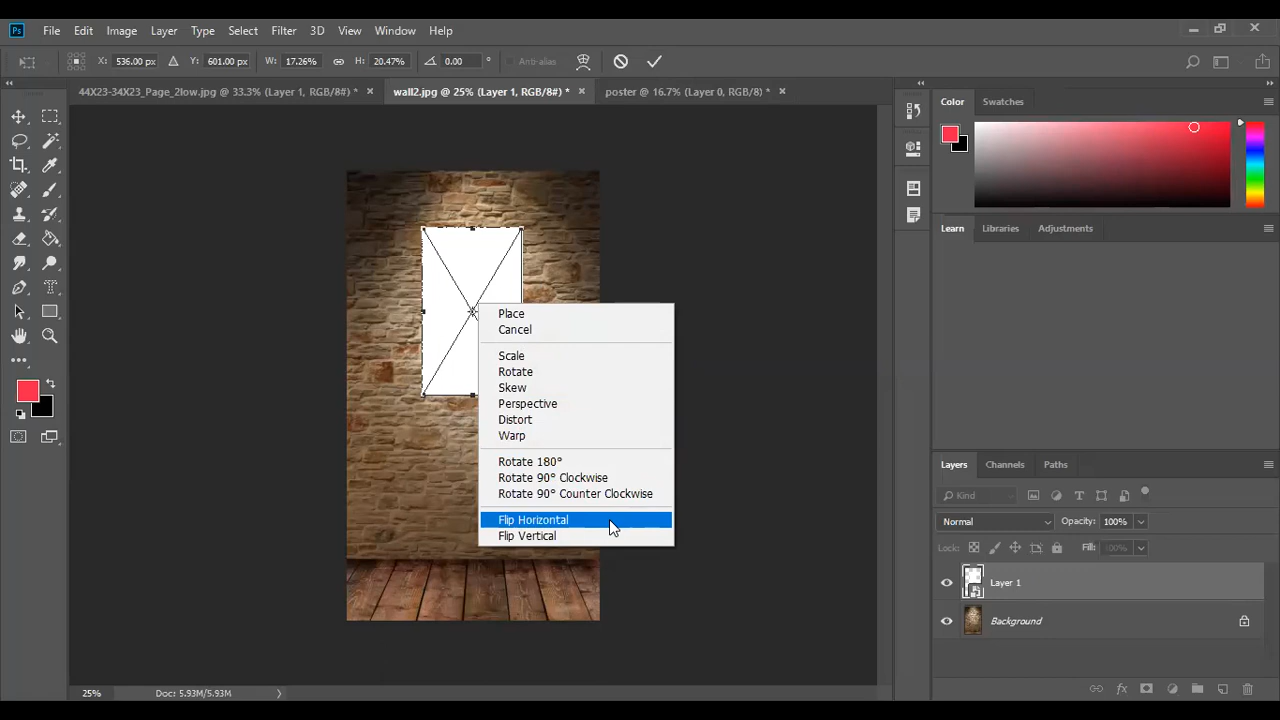 Ps File Edit Image Layer Type Select Filter 3D View Window Help
X: 536.00 px Y: 601.00 px W: 17.26% H: 20.47% 0.00 ° Anti-alias
44X23-34X23_Page_2low.jpg @ 33.3% (Layer 1, RGB/8#) * wall2.jpg @ 25% (Layer 1, RGB/8#) * poster @ 16.7% (Layer 0, RGB/8) *
Color Swatches
Learn Libraries Adjustments
Place
Cancel
Scale
Rotate
Skew
Perspective
Distort
Warp
Rotate 180°
Rotate 90° Clockwise
Rotate 90° Counter Clockwise
Flip Horizontal
Flip Vertical
Layers Channels Paths
Kind
Normal Opacity: 100%
Lock: Fill: 100%
Layer 1
Background
25% Doc: 5.93M/5.93M